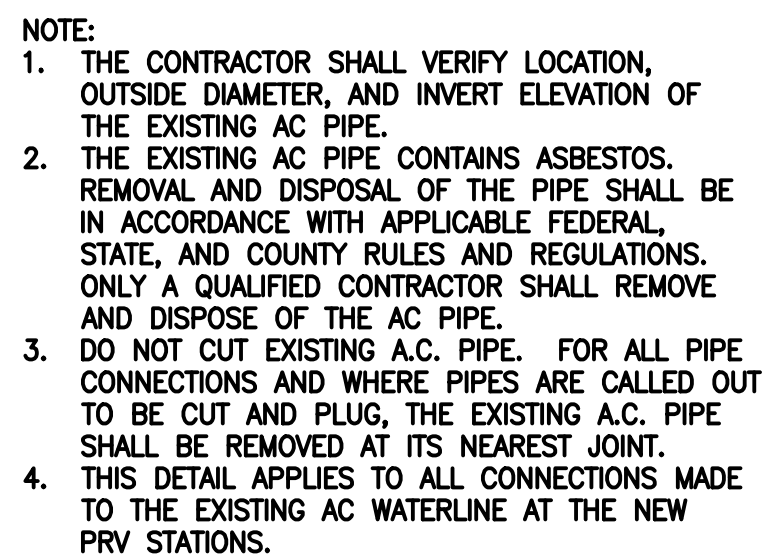 NOTE:
1. THE CONTRACTOR SHALL VERIFY LOCATION,
OUTSIDE DIAMETER, AND INVERT ELEVATION OF
THE EXISTING AC PIPE.
2. THE EXISTING AC PIPE CONTAINS ASBESTOS.
REMOVAL AND DISPOSAL OF THE PIPE SHALL BE
IN ACCORDANCE WITH APPLICABLE FEDERAL,
STATE, AND COUNTY RULES AND REGULATIONS.
ONLY A QUALIFIED CONTRACTOR SHALL REMOVE
AND DISPOSE OF THE AC PIPE.
3. DO NOT CUT EXISTING A.C. PIPE. FOR ALL PIPE
CONNECTIONS AND WHERE PIPES ARE CALLED OUT
TO BE CUT AND PLUG, THE EXISTING A.C. PIPE
SHALL BE REMOVED AT ITS NEAREST JOINT.
4. THIS DETAIL APPLIES TO ALL CONNECTIONS MADE
TO THE EXISTING AC WATERLINE AT THE NEW
PRV STATIONS.